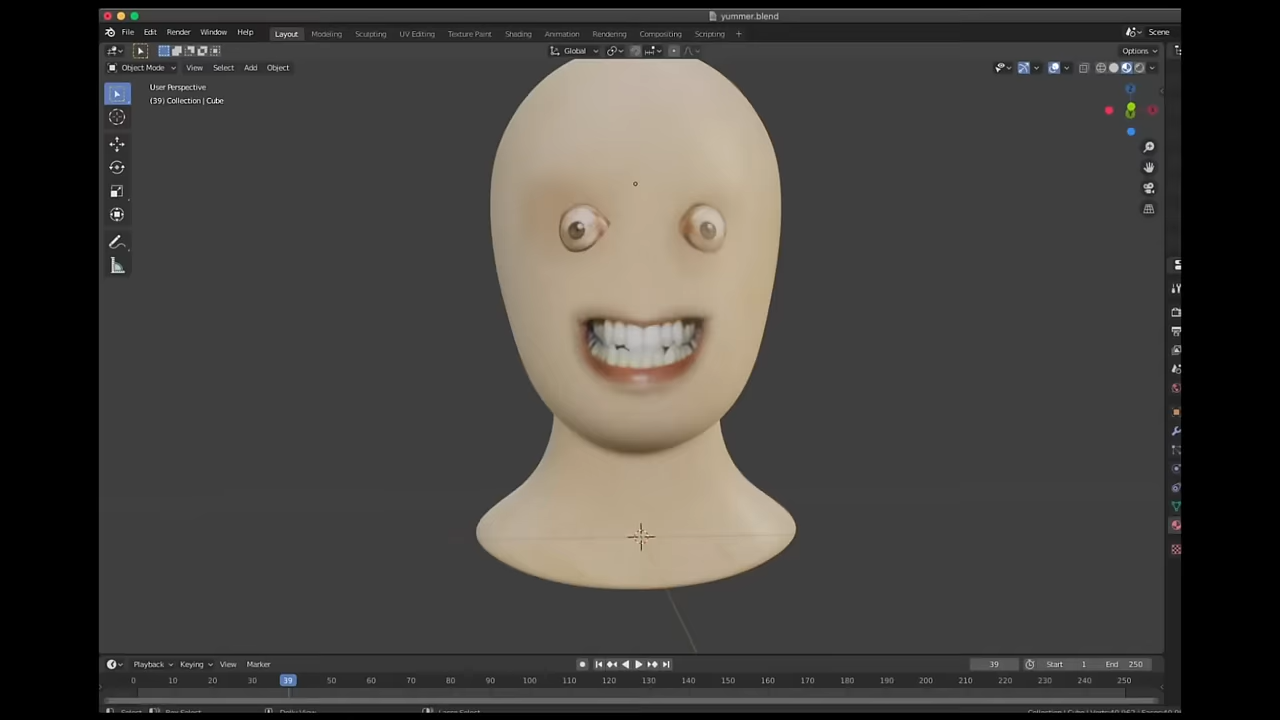 yummer.blend
File Edit Render Window Help Layout Modeling Sculpting UV Editing Texture Paint Shading Animation Rendering Compositing Scripting + Scene
Global Options
Object Mode View Select Add Object
User Perspective
(39) Collection | Cube
Playback Keying View Marker 39 Start 1 End 250
0 10 20 30 39 50 60 70 80 90 100 110 120 130 140 150 160 170 180 190 200 210 220 230 240 250